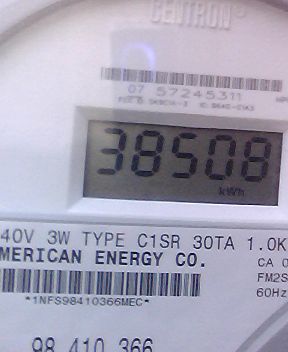 CENTRON
07 57245311
38508
kWh
40V 3W TYPE C1SR 30TA 1.0K
MERICAN ENERGY CO.
CA 0
FM2S
*1NFS98410366MEC*
60Hz
98 410 366